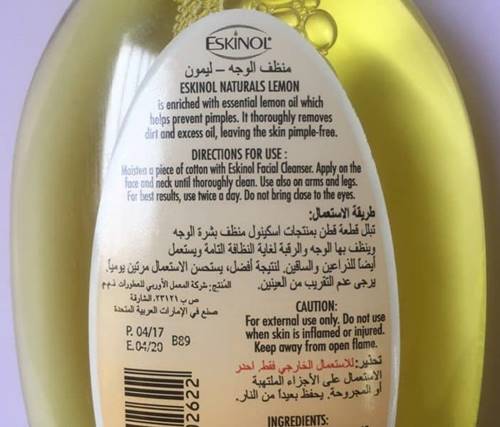 ESKINOL
منظف الوجه – ليمون
ESKINOL NATURALS LEMON
is enriched with essential lemon oil which
helps prevent pimples. It thoroughly removes
dirt and excess oil, leaving the skin pimple-free.
DIRECTIONS FOR USE :
Moisten a piece of cotton with Eskinol Facial Cleanser. Apply on the
face and neck until thoroughly clean. Use also on arms and legs.
For best results, use twice a day. Do not bring close to the eyes.
طريقة الاستعمال:
تبلل قطعة قطن بمنتجات اسكينول منظف بشرة الوجه
وينظف بها الوجه والرقبة لغاية النظافة التامة ويستعمل
أيضاً للذراعين والساقين. لنتيجة أفضل، يستحسن الاستعمال مرتين يومياً.
يرجى عدم التقريب من العينين.
المُنتج: شركة المعمل الأوربي للعطورات ذ.م.م
ص ب ٢٣١٢١، الشارقة
صنع في الإمارات العربية المتحدة
P. 04/17
E. 04/20 B89
CAUTION:
For external use only. Do not use
when skin is inflamed or injured.
Keep away from open flame.
تحذير: للاستعمال الخارجي فقط. احذر
الاستعمال على الأجزاء الملتهبة
أو المجروحة. يحفظ بعيداً من النار.
02622
INGREDIENTS: